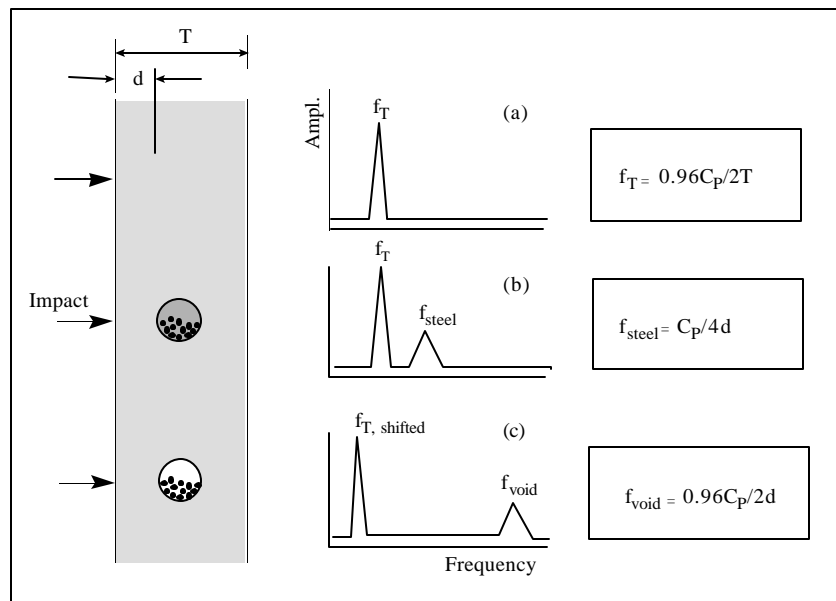 T
d
Impact
Ampl.
f_T
(a)
f_T = 0.96C_P/2T
f_T
f_steel
(b)
f_steel = C_P/4d
f_T, shifted
f_void
(c)
f_void = 0.96C_P/2d
Frequency